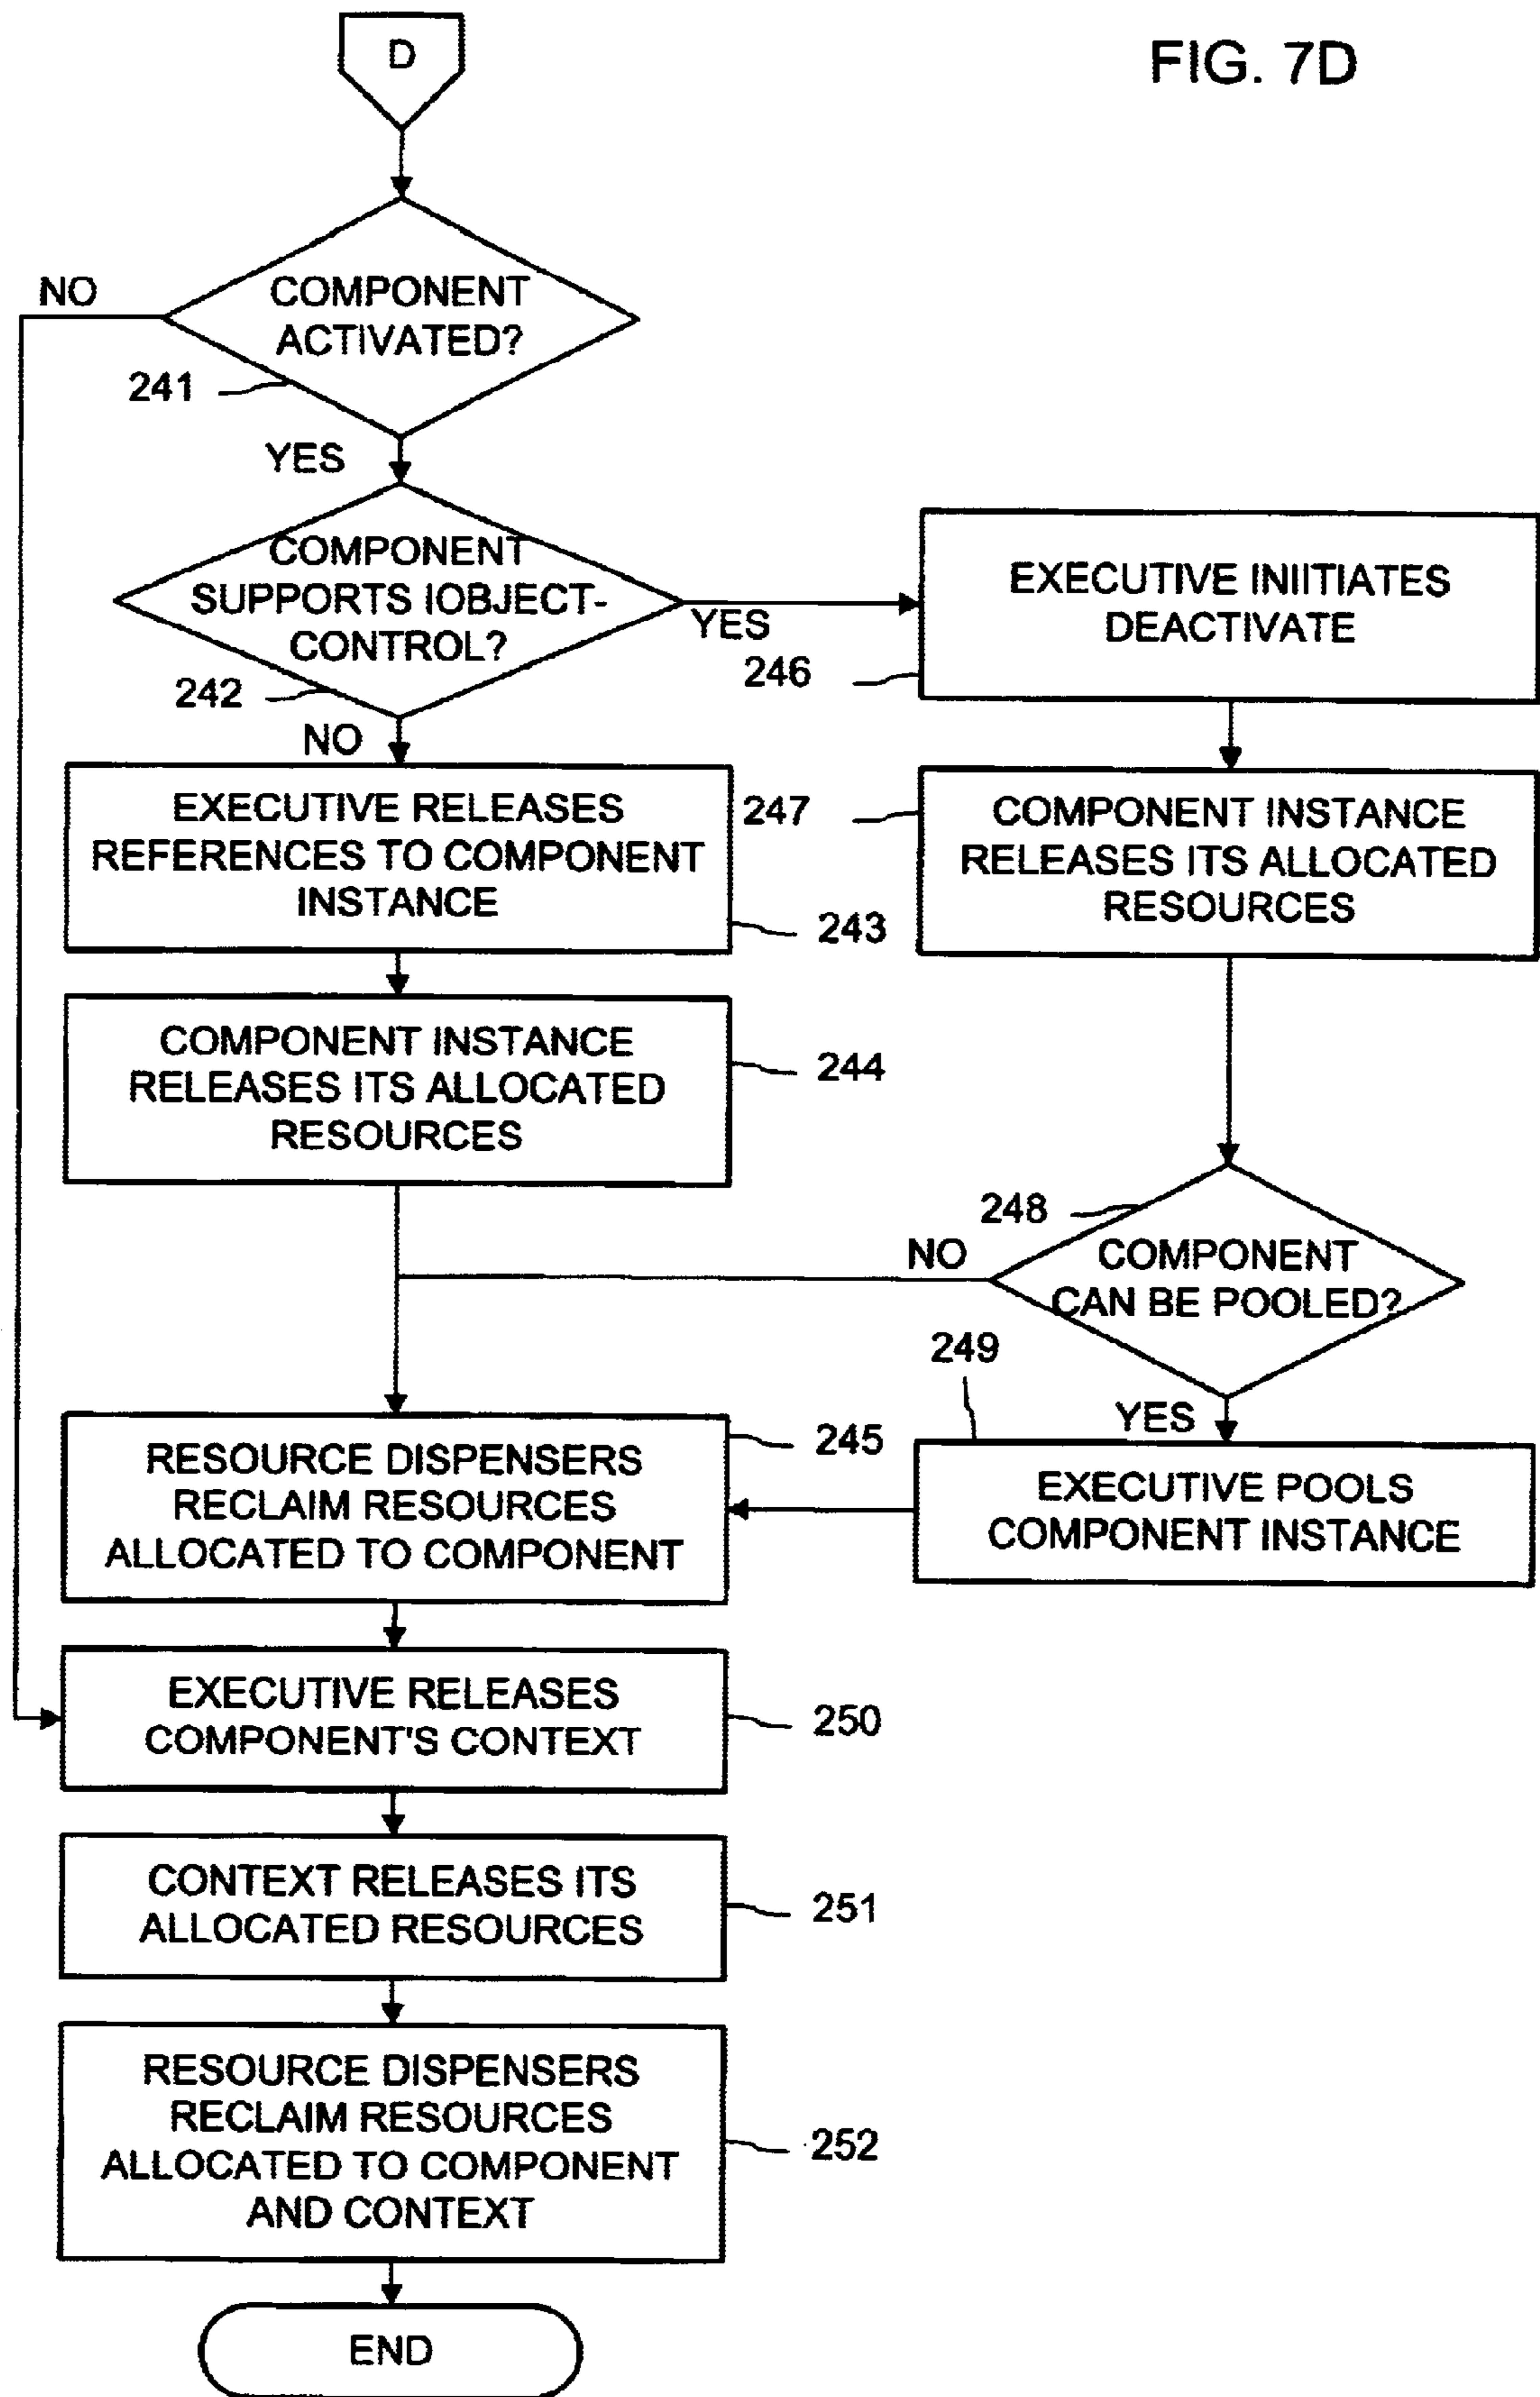 FIG. 7D
D
COMPONENT
ACTIVATED?
NO
241
YES
COMPONENT
SUPPORTS IOBJECT-
CONTROL?
242
YES
NO
EXECUTIVE INIITIATES
DEACTIVATE
246
EXECUTIVE RELEASES
REFERENCES TO COMPONENT
INSTANCE
243
247
COMPONENT INSTANCE
RELEASES ITS ALLOCATED
RESOURCES
COMPONENT INSTANCE
RELEASES ITS ALLOCATED
RESOURCES
244
248
COMPONENT
CAN BE POOLED?
NO
YES
249
EXECUTIVE POOLS
COMPONENT INSTANCE
RESOURCE DISPENSERS
RECLAIM RESOURCES
ALLOCATED TO COMPONENT
245
EXECUTIVE RELEASES
COMPONENT'S CONTEXT
250
CONTEXT RELEASES ITS
ALLOCATED RESOURCES
251
RESOURCE DISPENSERS
RECLAIM RESOURCES
ALLOCATED TO COMPONENT
AND CONTEXT
252
END